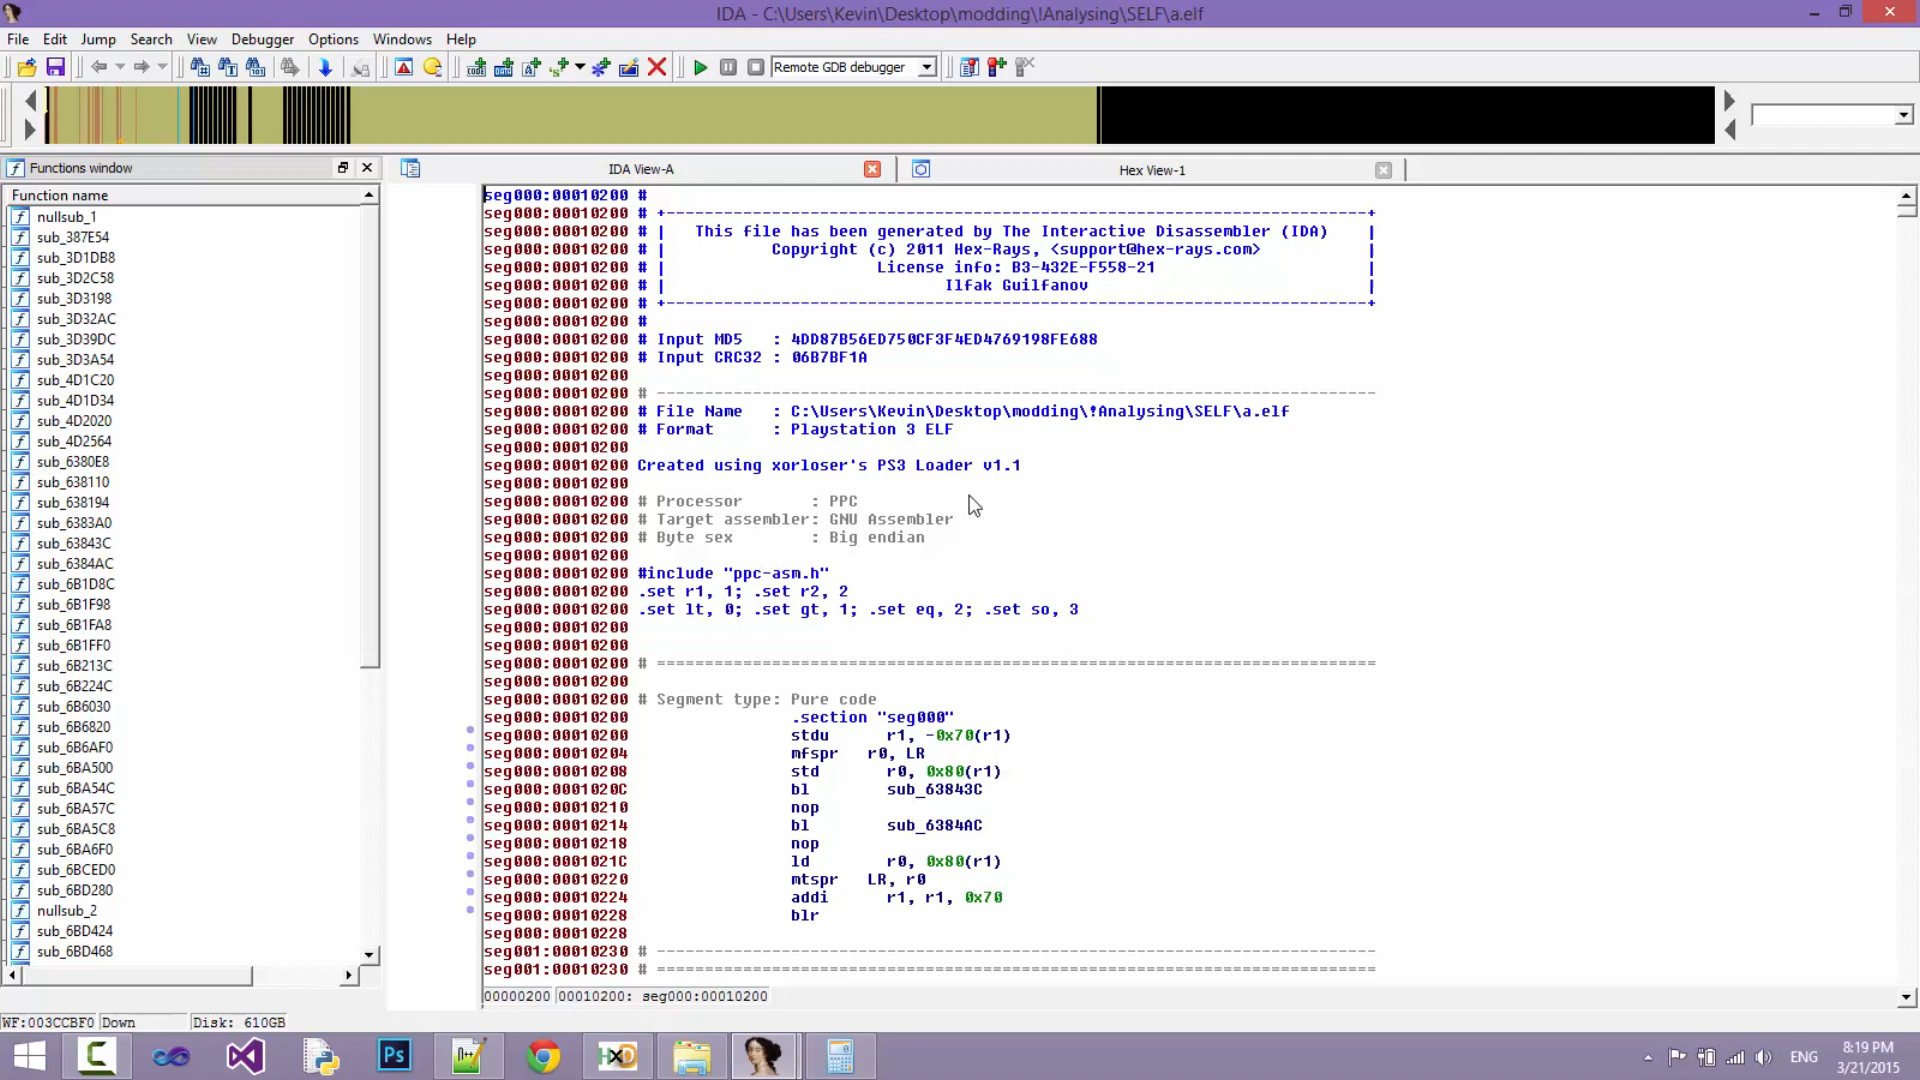 IDA - C:\Users\Kevin\Desktop\modding\!Analysing\SELF\a.elf
File Edit Jump Search View Debugger Options Windows Help
Remote GDB debugger
Functions window
IDA View-A
Hex View-1
Function name
nullsub_1
sub_387E54
sub_3D1DB8
sub_3D2C58
sub_3D3198
sub_3D32AC
sub_3D39DC
sub_3D3A54
sub_4D1C20
sub_4D1D34
sub_4D2020
sub_4D2564
sub_6380E8
sub_638110
sub_638194
sub_6383A0
sub_63843C
sub_6384AC
sub_6B1D8C
sub_6B1F98
sub_6B1FA8
sub_6B1FF0
sub_6B213C
sub_6B224C
sub_6B6030
sub_6B6820
sub_6B6AF0
sub_6BA500
sub_6BA54C
sub_6BA57C
sub_6BA5C8
sub_6BA6F0
sub_6BCED0
sub_6BD280
nullsub_2
sub_6BD424
sub_6BD468
seg000:00010200 #
seg000:00010200 # +-------------------------------------------------------------------------+
seg000:00010200 # | This file has been generated by The Interactive Disassembler (IDA) |
seg000:00010200 # | Copyright (c) 2011 Hex-Rays, <support@hex-rays.com> |
seg000:00010200 # | License info: B3-432E-F558-21 |
seg000:00010200 # | Ilfak Guilfanov |
seg000:00010200 # +-------------------------------------------------------------------------+
seg000:00010200 #
seg000:00010200 # Input MD5 : 4DD87B56ED750CF3F4ED4769198FE688
seg000:00010200 # Input CRC32 : 06B7BF1A
seg000:00010200
seg000:00010200 # ---------------------------------------------------------------------------
seg000:00010200 # File Name : C:\Users\Kevin\Desktop\modding\!Analysing\SELF\a.elf
seg000:00010200 # Format : Playstation 3 ELF
seg000:00010200
seg000:00010200 Created using xorloser's PS3 Loader v1.1
seg000:00010200
seg000:00010200 # Processor : PPC
seg000:00010200 # Target assembler: GNU Assembler
seg000:00010200 # Byte sex : Big endian
seg000:00010200
seg000:00010200 #include "ppc-asm.h"
seg000:00010200 .set r1, 1; .set r2, 2
seg000:00010200 .set lt, 0; .set gt, 1; .set eq, 2; .set so, 3
seg000:00010200
seg000:00010200
seg000:00010200 # ===========================================================================
seg000:00010200
seg000:00010200 # Segment type: Pure code
seg000:00010200 .section "seg000"
seg000:00010200 stdu r1, -0x70(r1)
seg000:00010204 mfspr r0, LR
seg000:00010208 std r0, 0x80(r1)
seg000:0001020C bl sub_63843C
seg000:00010210 nop
seg000:00010214 bl sub_6384AC
seg000:00010218 nop
seg000:0001021C ld r0, 0x80(r1)
seg000:00010220 mtspr LR, r0
seg000:00010224 addi r1, r1, 0x70
seg000:00010228 blr
seg000:00010228
seg001:00010230 # ---------------------------------------------------------------------------
seg001:00010230 # ===========================================================================
00000200 00010200: seg000:00010200
WF:003CCBF0 Down Disk: 610GB
Ps
ENG
8:19 PM
3/21/2015